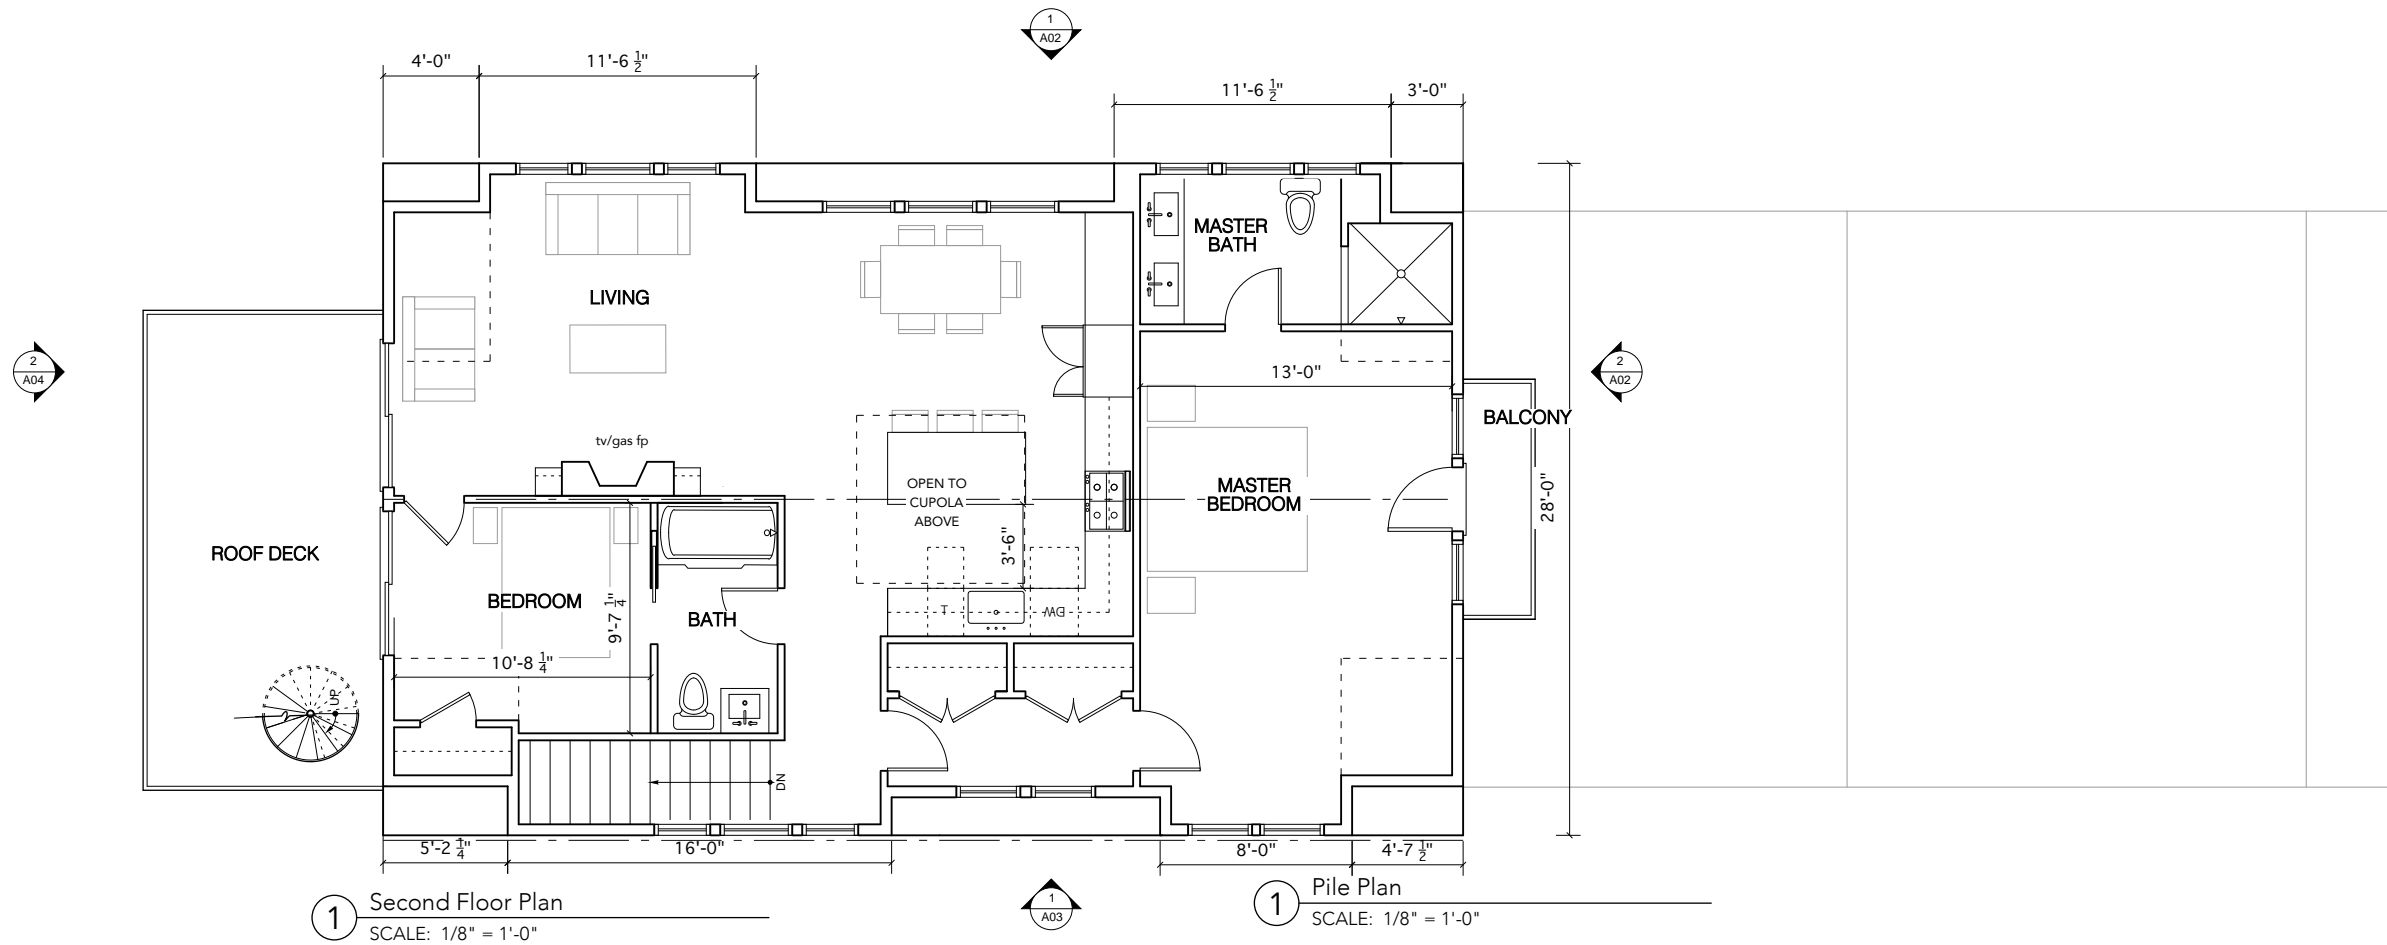 1
A02
4'-0"
11'-6 1/2"
11'-6 1/2"
3'-0"
MASTER
BATH
LIVING
2
A04
13'-0"
2
A02
BALCONY
tv/gas fp
OPEN TO
CUPOLA
ABOVE
MASTER
BEDROOM
28'-0"
ROOF DECK
3'-6"
BEDROOM
9'-7 1/4"
BATH
T
DW
10'-8 1/4"
UP
DN
5'-2 1/4"
16'-0"
8'-0"
4'-7 1/2"
1
Second Floor Plan
SCALE: 1/8" = 1'-0"
1
A03
1
Pile Plan
SCALE: 1/8" = 1'-0"